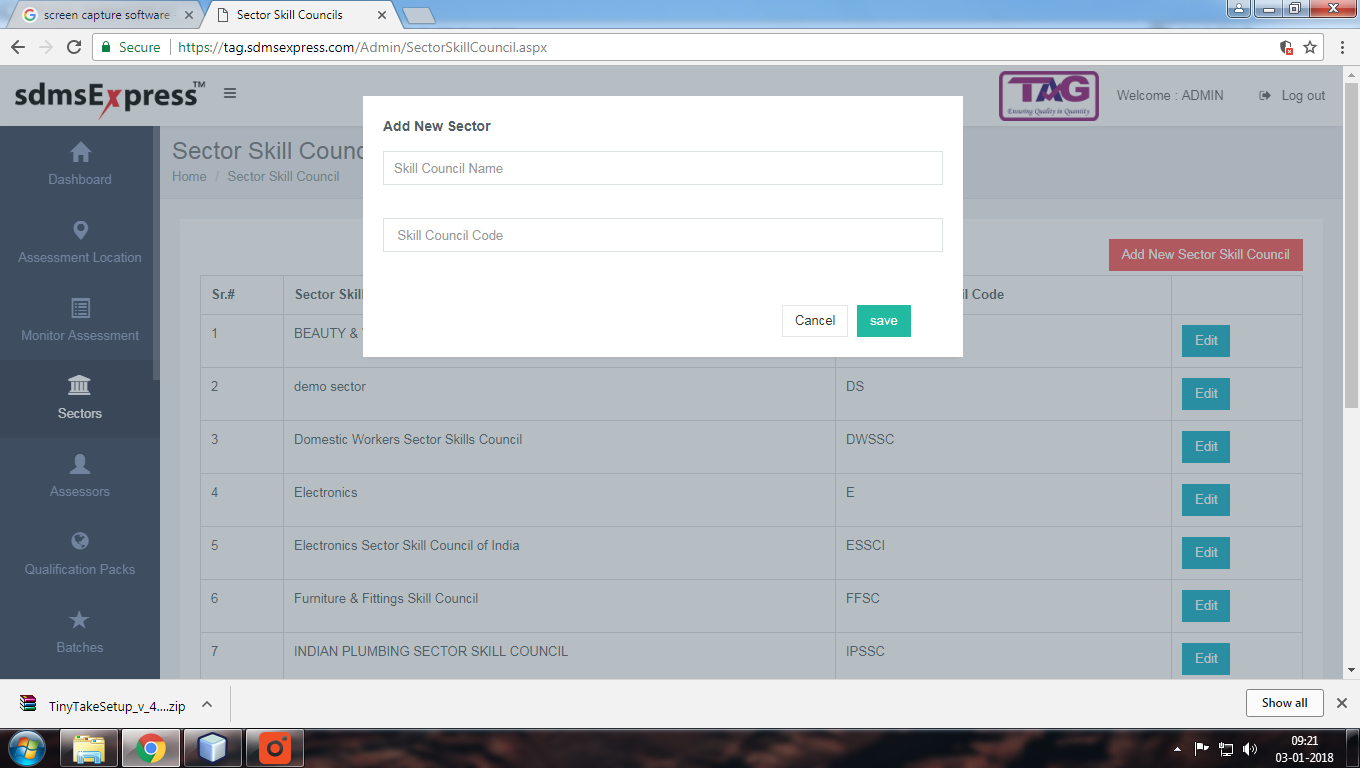 screen capture software
Sector Skill Councils
Secure https://tag.sdmsexpress.com/Admin/SectorSkillCouncil.aspx
sdmsExpress™
TAG
Ensuring Quality in Quantity
Welcome : ADMIN
Log out
Dashboard
Assessment Location
Monitor Assessment
Sectors
Assessors
Qualification Packs
Batches
Sector Skill Counc
Home / Sector Skill Council
Add New Sector
Skill Council Name
Skill Council Code
Cancel
save
Add New Sector Skill Council
Sr.# Sector Skil il Code
1 BEAUTY & Edit
2 demo sector DS Edit
3 Domestic Workers Sector Skills Council DWSSC Edit
4 Electronics E Edit
5 Electronics Sector Skill Council of India ESSCI Edit
6 Furniture & Fittings Skill Council FFSC Edit
7 INDIAN PLUMBING SECTOR SKILL COUNCIL IPSSC Edit
TinyTakeSetup_v_4....zip
Show all
09:21
03-01-2018